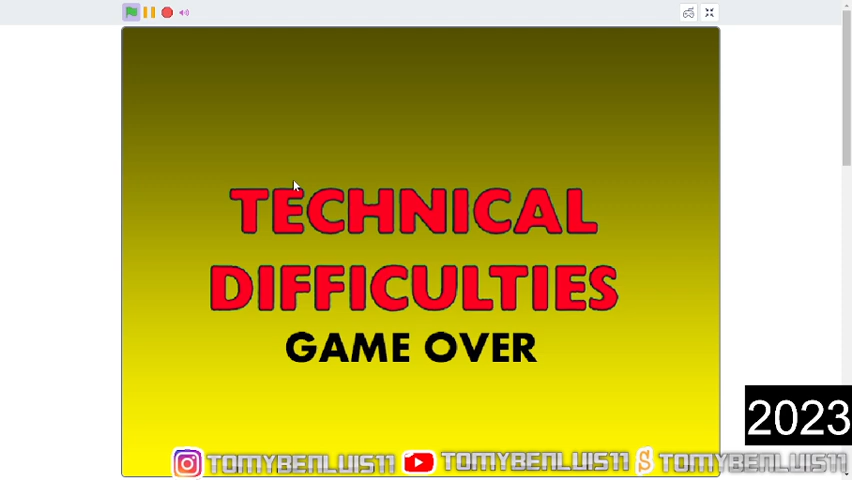 TECHNICAL
DIFFICULTIES
GAME OVER
2023
TOMYBENLUIS11 TOMYBENLUIS11 TOMYBENLUIS11